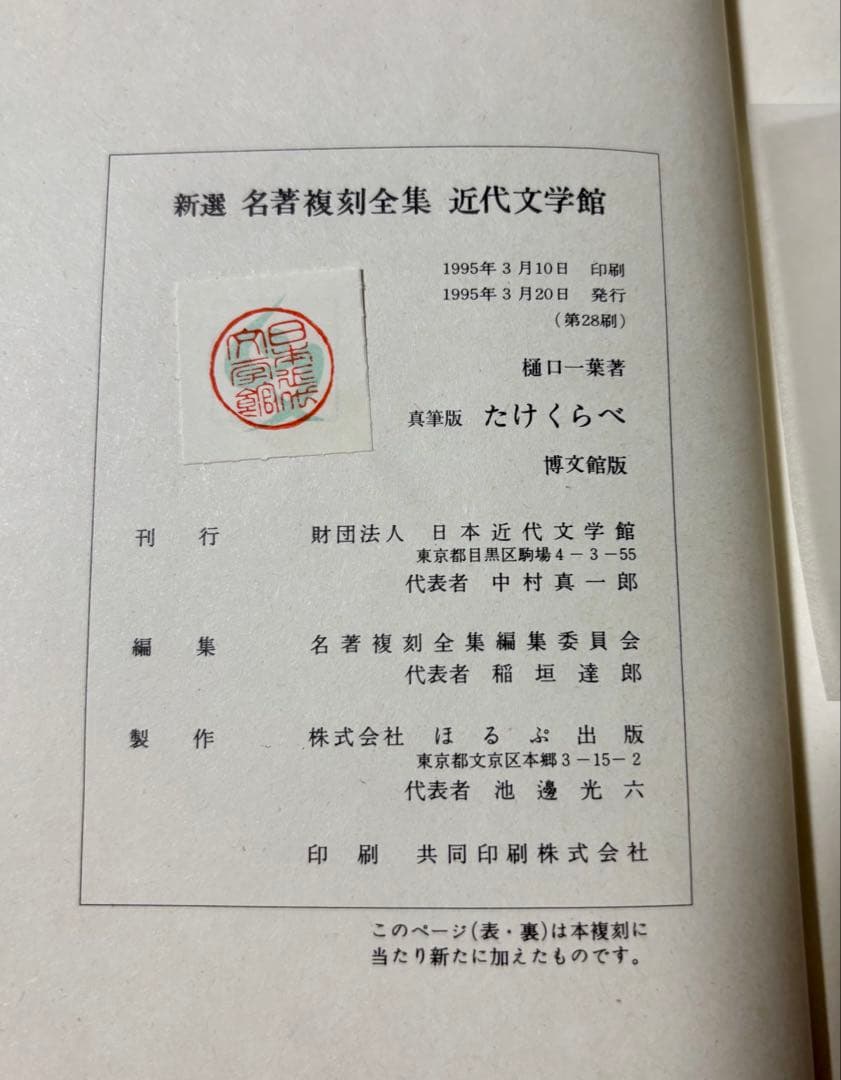 新選 名著複刻全集 近代文学館
1995年3月10日 印刷
1995年3月20日 発行
(第28刷)
日本近代文学館
樋口一葉著
真筆版 たけくらべ
博文館版
刊行 財団法人 日本近代文学館
東京都目黒区駒場4-3-55
代表者 中村真一郎
編集 名著複刻全集編集委員会
代表者 稲垣達郎
製作 株式会社 ほるぷ出版
東京都文京区本郷3-15-2
代表者 池邊光六
印刷 共同印刷株式会社
このページ(表・裏)は本複刻に
当たり新たに加えたものです。